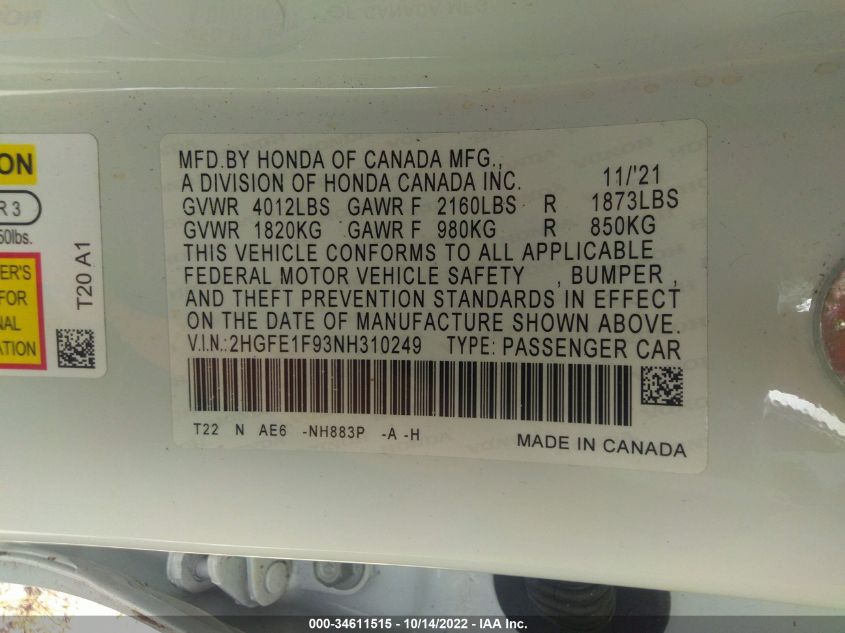 ON
R 3
50lbs.
ER'S
FOR
NAL
T20 A1
MFD.BY HONDA OF CANADA MFG.,
A DIVISION OF HONDA CANADA INC. 11/'21
GVWR 4012LBS GAWR F 2160LBS R 1873LBS
GVWR 1820KG GAWR F 980KG R 850KG
THIS VEHICLE CONFORMS TO ALL APPLICABLE
FEDERAL MOTOR VEHICLE SAFETY , BUMPER ,
AND THEFT PREVENTION STANDARDS IN EFFECT
ON THE DATE OF MANUFACTURE SHOWN ABOVE.
V.I.N.:2HGFE1F93NH310249 TYPE: PASSENGER CAR
T22 N AE6 -NH883P -A -H
MADE IN CANADA
000-34611515 - 10/14/2022 - IAA Inc.